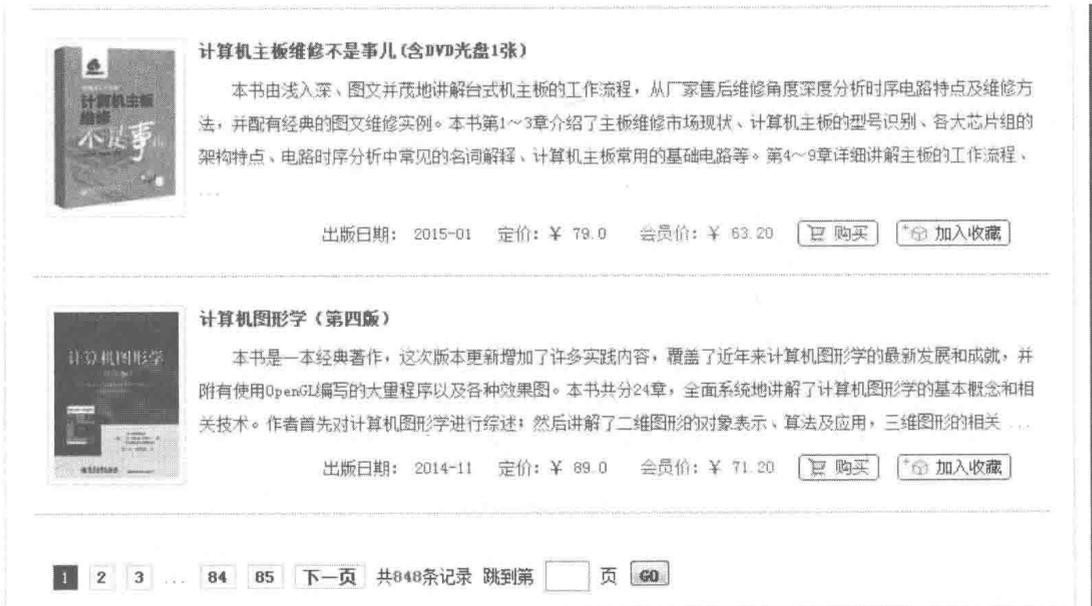 计算机主板维修不是事儿(含DVD光盘1张)
本书由浅入深、图文并茂地讲解台式机主板的工作流程，从厂家售后维修角度深度分析时序电路特点及维修方
法，并配有经典的图文维修实例。本书第1～3章介绍了主板维修市场现状、计算机主板的型号识别、各大芯片组的
架构特点、电路时序分析中常见的名词解释、计算机主板常用的基础电路等。第4～9章详细讲解主板的工作流程、
...
计算机主板
维修
不是事儿
出版日期： 2015-01 定价：¥ 79.0 会员价：¥ 63.20 购买 加入收藏
计算机图形学（第四版）
本书是一本经典著作，这次版本更新增加了许多实践内容，覆盖了近年来计算机图形学的最新发展和成就，并
附有使用OpenGL编写的大量程序以及各种效果图。本书共分24章，全面系统地讲解了计算机图形学的基本概念和相
关技术。作者首先对计算机图形学进行综述；然后讲解了二维图形的对象表示、算法及应用，三维图形的相关 ...
计算机图形学
出版日期： 2014-11 定价：¥ 89.0 会员价：¥ 71.20 购买 加入收藏
1 2 3 ... 84 85 下一页 共848条记录 跳到第 页 GO